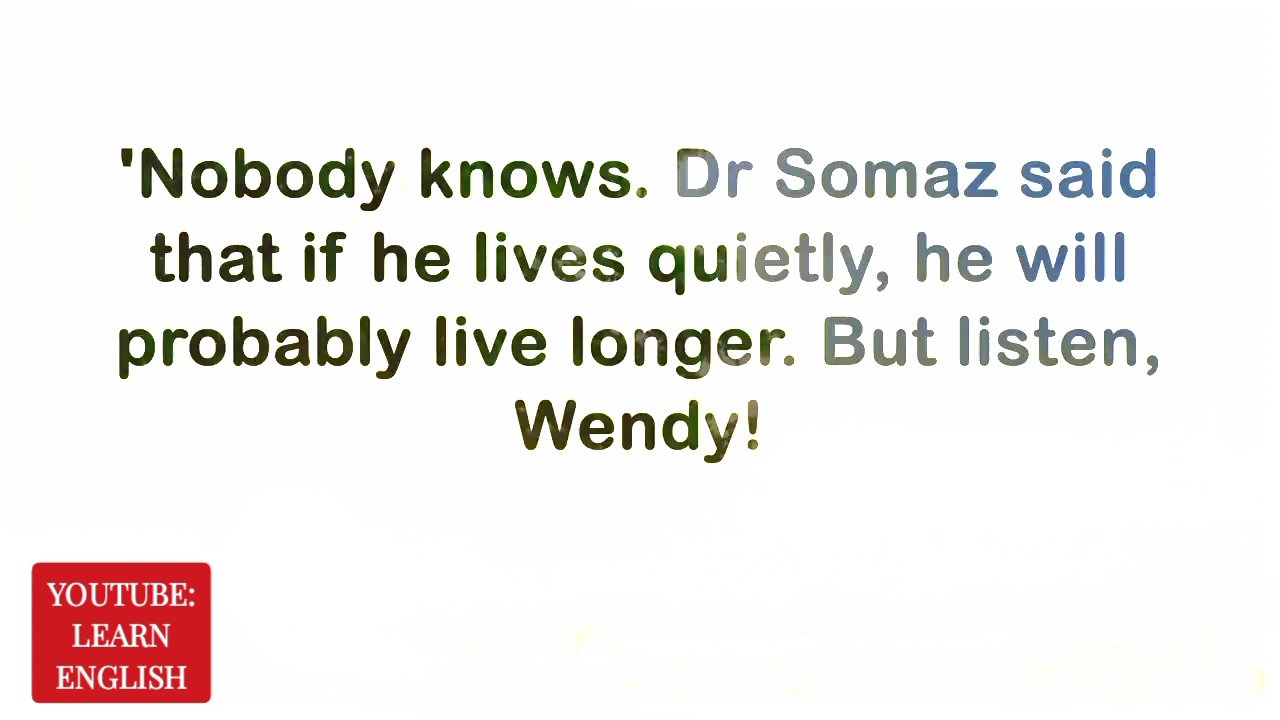 'Nobody knows. Dr Somaz said
that if he lives quietly, he will
probably live longer. But listen,
Wendy!
YOUTUBE:
LEARN
ENGLISH